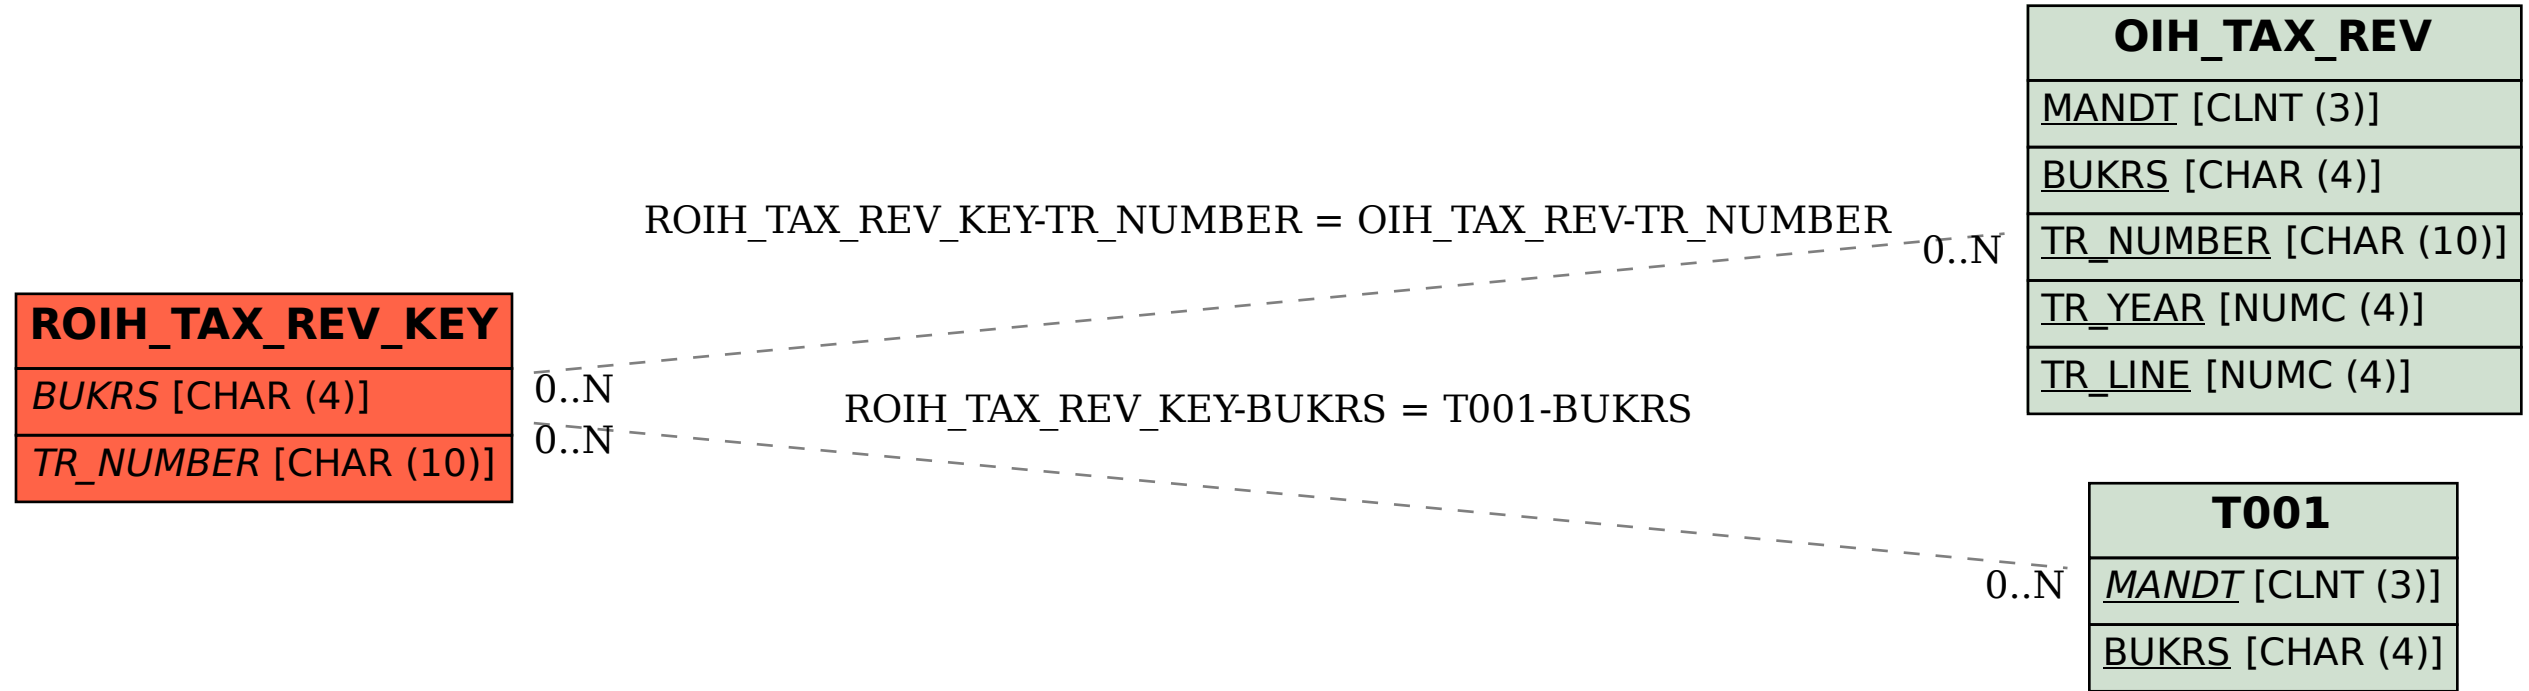 OIH_TAX_REV
MANDT [CLNT (3)]
BUKRS [CHAR (4)]
TR_NUMBER [CHAR (10)]
TR_YEAR [NUMC (4)]
TR_LINE [NUMC (4)]
ROIH_TAX_REV_KEY-TR_NUMBER = OIH_TAX_REV-TR_NUMBER
0..N
0..N
ROIH_TAX_REV_KEY
BUKRS [CHAR (4)]
TR_NUMBER [CHAR (10)]
ROIH_TAX_REV_KEY-BUKRS = T001-BUKRS
0..N
0..N
T001
MANDT [CLNT (3)]
BUKRS [CHAR (4)]